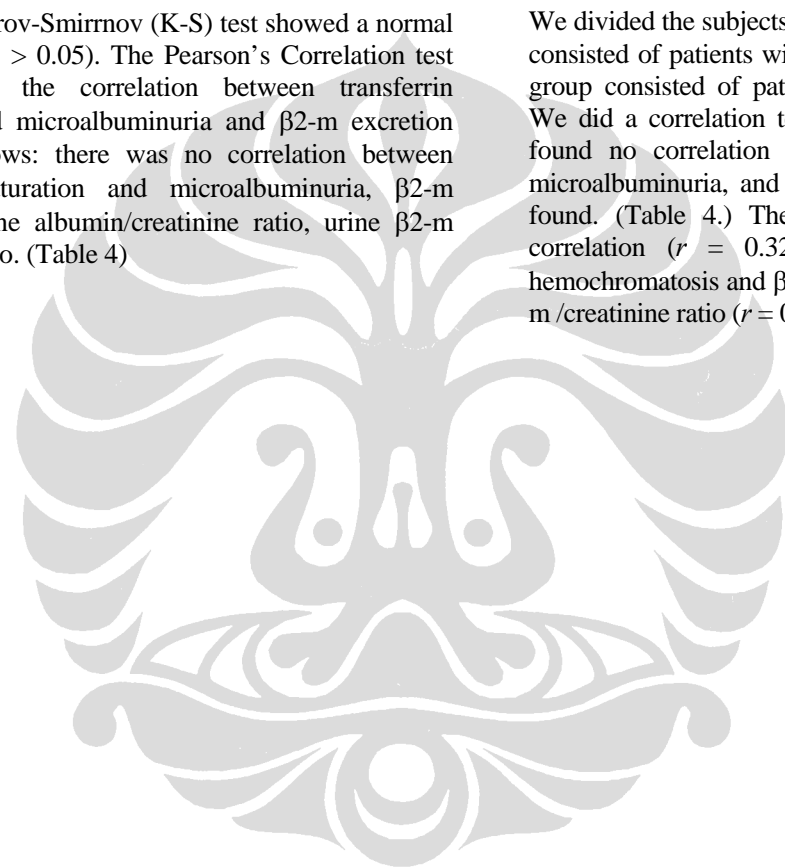 rov-Smirrnov (K-S) test showed a normal
> 0.05). The Pearson’s Correlation test
the correlation between transferrin
microalbuminuria and β2-m excretion
ows: there was no correlation between
turation and microalbuminuria, β2-m
ne albumin/creatinine ratio, urine β2-m
o. (Table 4)
We divided the subjects
consisted of patients wi
group consisted of pat
We did a correlation t
found no correlation
microalbuminuria, and
found. (Table 4.) The
correlation (r = 0.32
hemochromatosis and β
m /creatinine ratio (r = 0